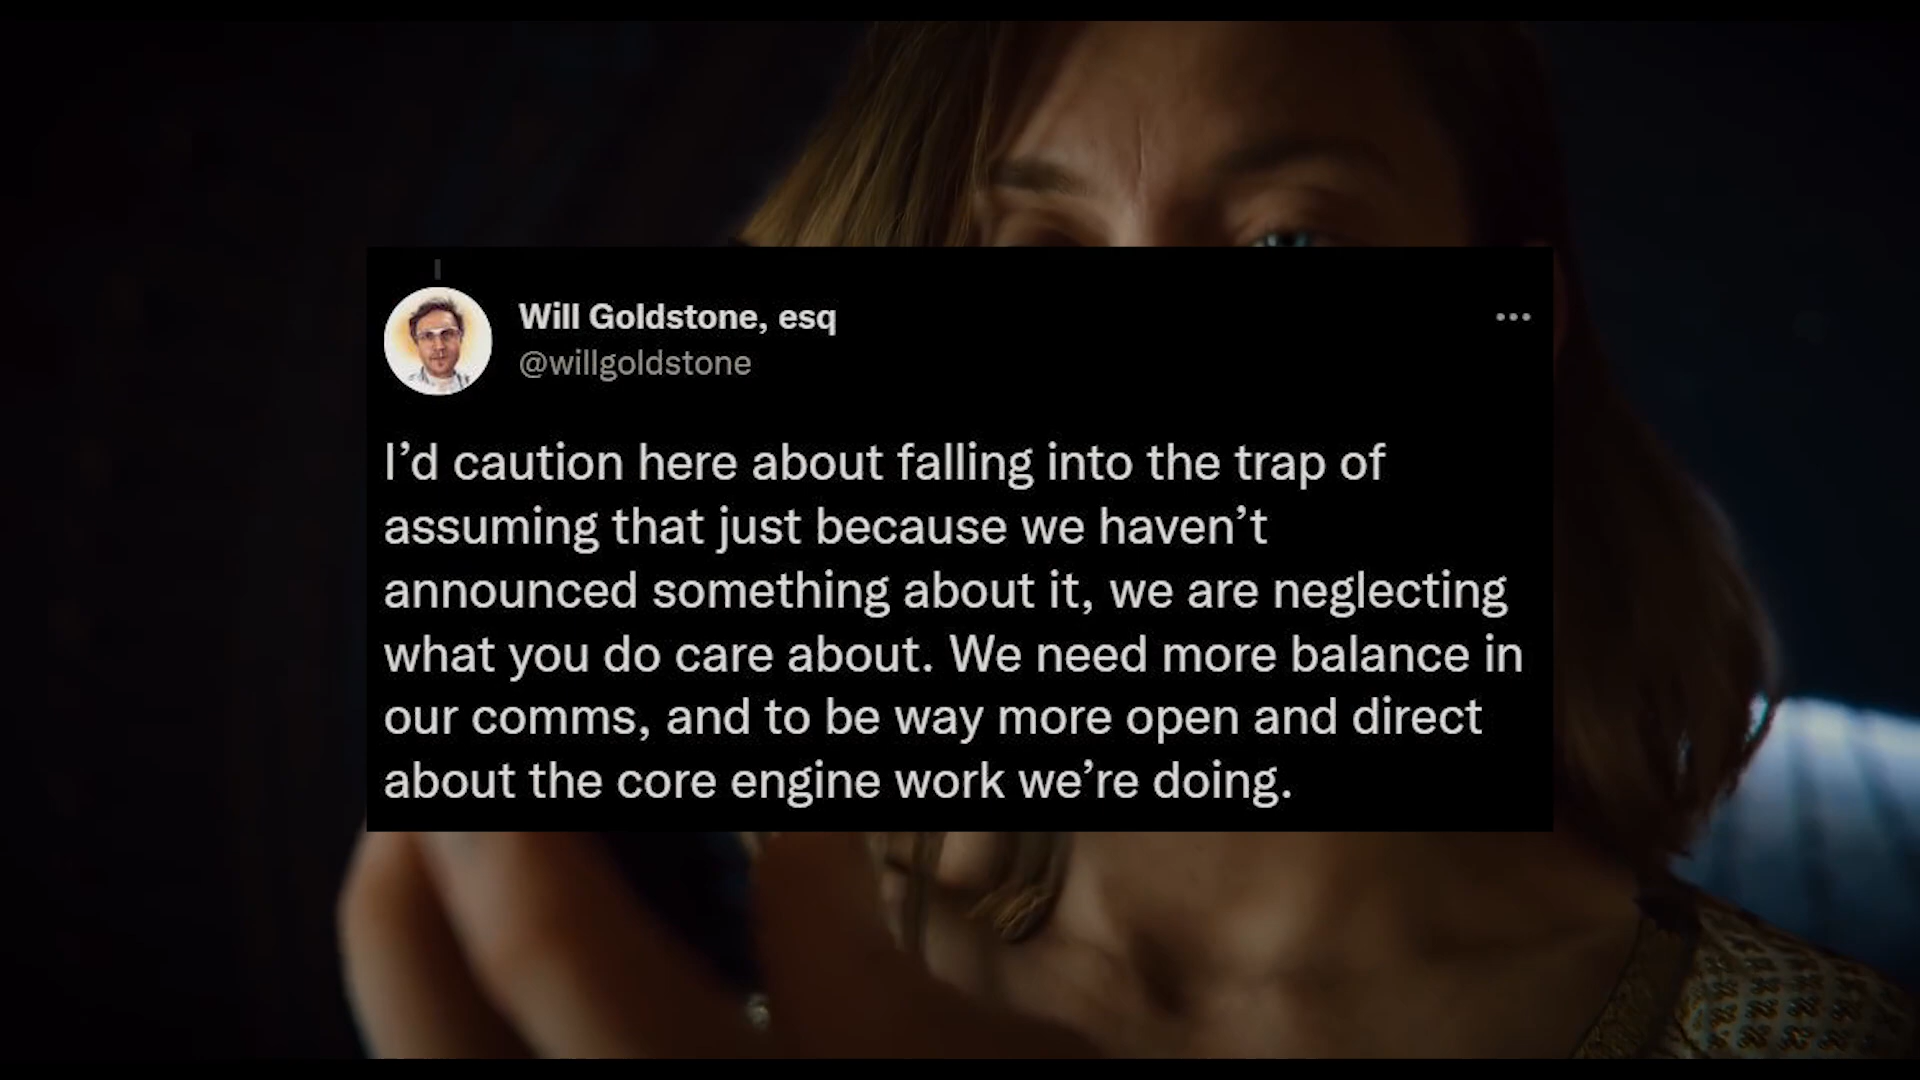 Will Goldstone, esq
@willgoldstone
I’d caution here about falling into the trap of
assuming that just because we haven’t
announced something about it, we are neglecting
what you do care about. We need more balance in
our comms, and to be way more open and direct
about the core engine work we’re doing.